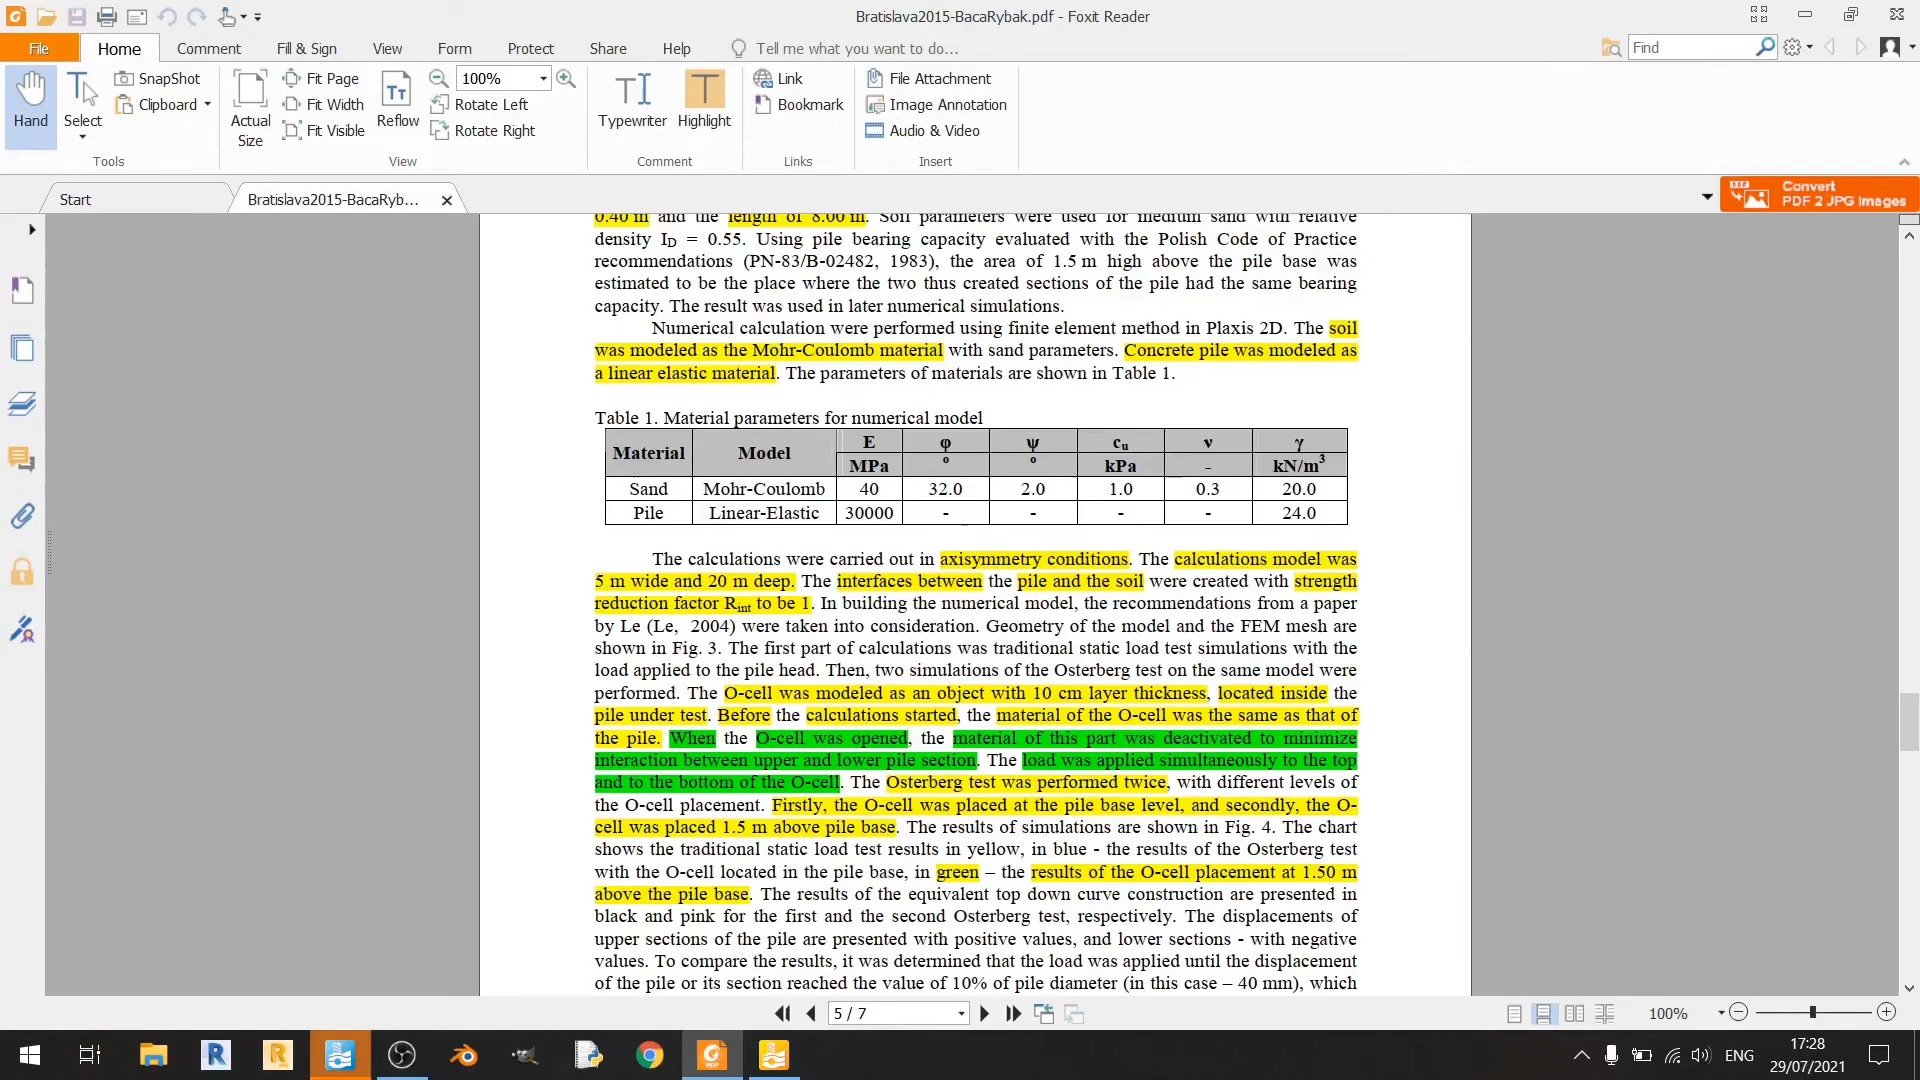 Bratislava2015-BacaRybak.pdf - Foxit Reader
File Home Comment Fill & Sign View Form Protect Share Help Tell me what you want to do... Find
Hand
Select
SnapShot
Clipboard
Tools
Actual Size
Fit Page
Fit Width
Fit Visible
Reflow
100%
Rotate Left
Rotate Right
View
Typewriter
Highlight
Comment
Link
Bookmark
Links
File Attachment
Image Annotation
Audio & Video
Insert
Start
Bratislava2015-BacaRyb...
PDF
Convert
PDF 2 JPG Images
0.40 m and the length of 8.00 m. Soil parameters were used for medium sand with relative
density ID = 0.55. Using pile bearing capacity evaluated with the Polish Code of Practice
recommendations (PN-83/B-02482, 1983), the area of 1.5 m high above the pile base was
estimated to be the place where the two thus created sections of the pile had the same bearing
capacity. The result was used in later numerical simulations.
Numerical calculation were performed using finite element method in Plaxis 2D. The soil
was modeled as the Mohr-Coulomb material with sand parameters. Concrete pile was modeled as
a linear elastic material. The parameters of materials are shown in Table 1.
Table 1. Material parameters for numerical model
Material Model E φ ψ cu ν γ
MPa ° ° kPa - kN/m3
Sand Mohr-Coulomb 40 32.0 2.0 1.0 0.3 20.0
Pile Linear-Elastic 30000 - - - - 24.0
The calculations were carried out in axisymmetry conditions. The calculations model was
5 m wide and 20 m deep. The interfaces between the pile and the soil were created with strength
reduction factor Rint to be 1. In building the numerical model, the recommendations from a paper
by Le (Le, 2004) were taken into consideration. Geometry of the model and the FEM mesh are
shown in Fig. 3. The first part of calculations was traditional static load test simulations with the
load applied to the pile head. Then, two simulations of the Osterberg test on the same model were
performed. The O-cell was modeled as an object with 10 cm layer thickness, located inside the
pile under test. Before the calculations started, the material of the O-cell was the same as that of
the pile. When the O-cell was opened, the material of this part was deactivated to minimize
interaction between upper and lower pile section. The load was applied simultaneously to the top
and to the bottom of the O-cell. The Osterberg test was performed twice, with different levels of
the O-cell placement. Firstly, the O-cell was placed at the pile base level, and secondly, the O-
cell was placed 1.5 m above pile base. The results of simulations are shown in Fig. 4. The chart
shows the traditional static load test results in yellow, in blue - the results of the Osterberg test
with the O-cell located in the pile base, in green – the results of the O-cell placement at 1.50 m
above the pile base. The results of the equivalent top down curve construction are presented in
black and pink for the first and the second Osterberg test, respectively. The displacements of
upper sections of the pile are presented with positive values, and lower sections - with negative
values. To compare the results, it was determined that the load was applied until the displacement
of the pile or its section reached the value of 10% of pile diameter (in this case – 40 mm), which
5 / 7
100%
ENG
17:28
29/07/2021